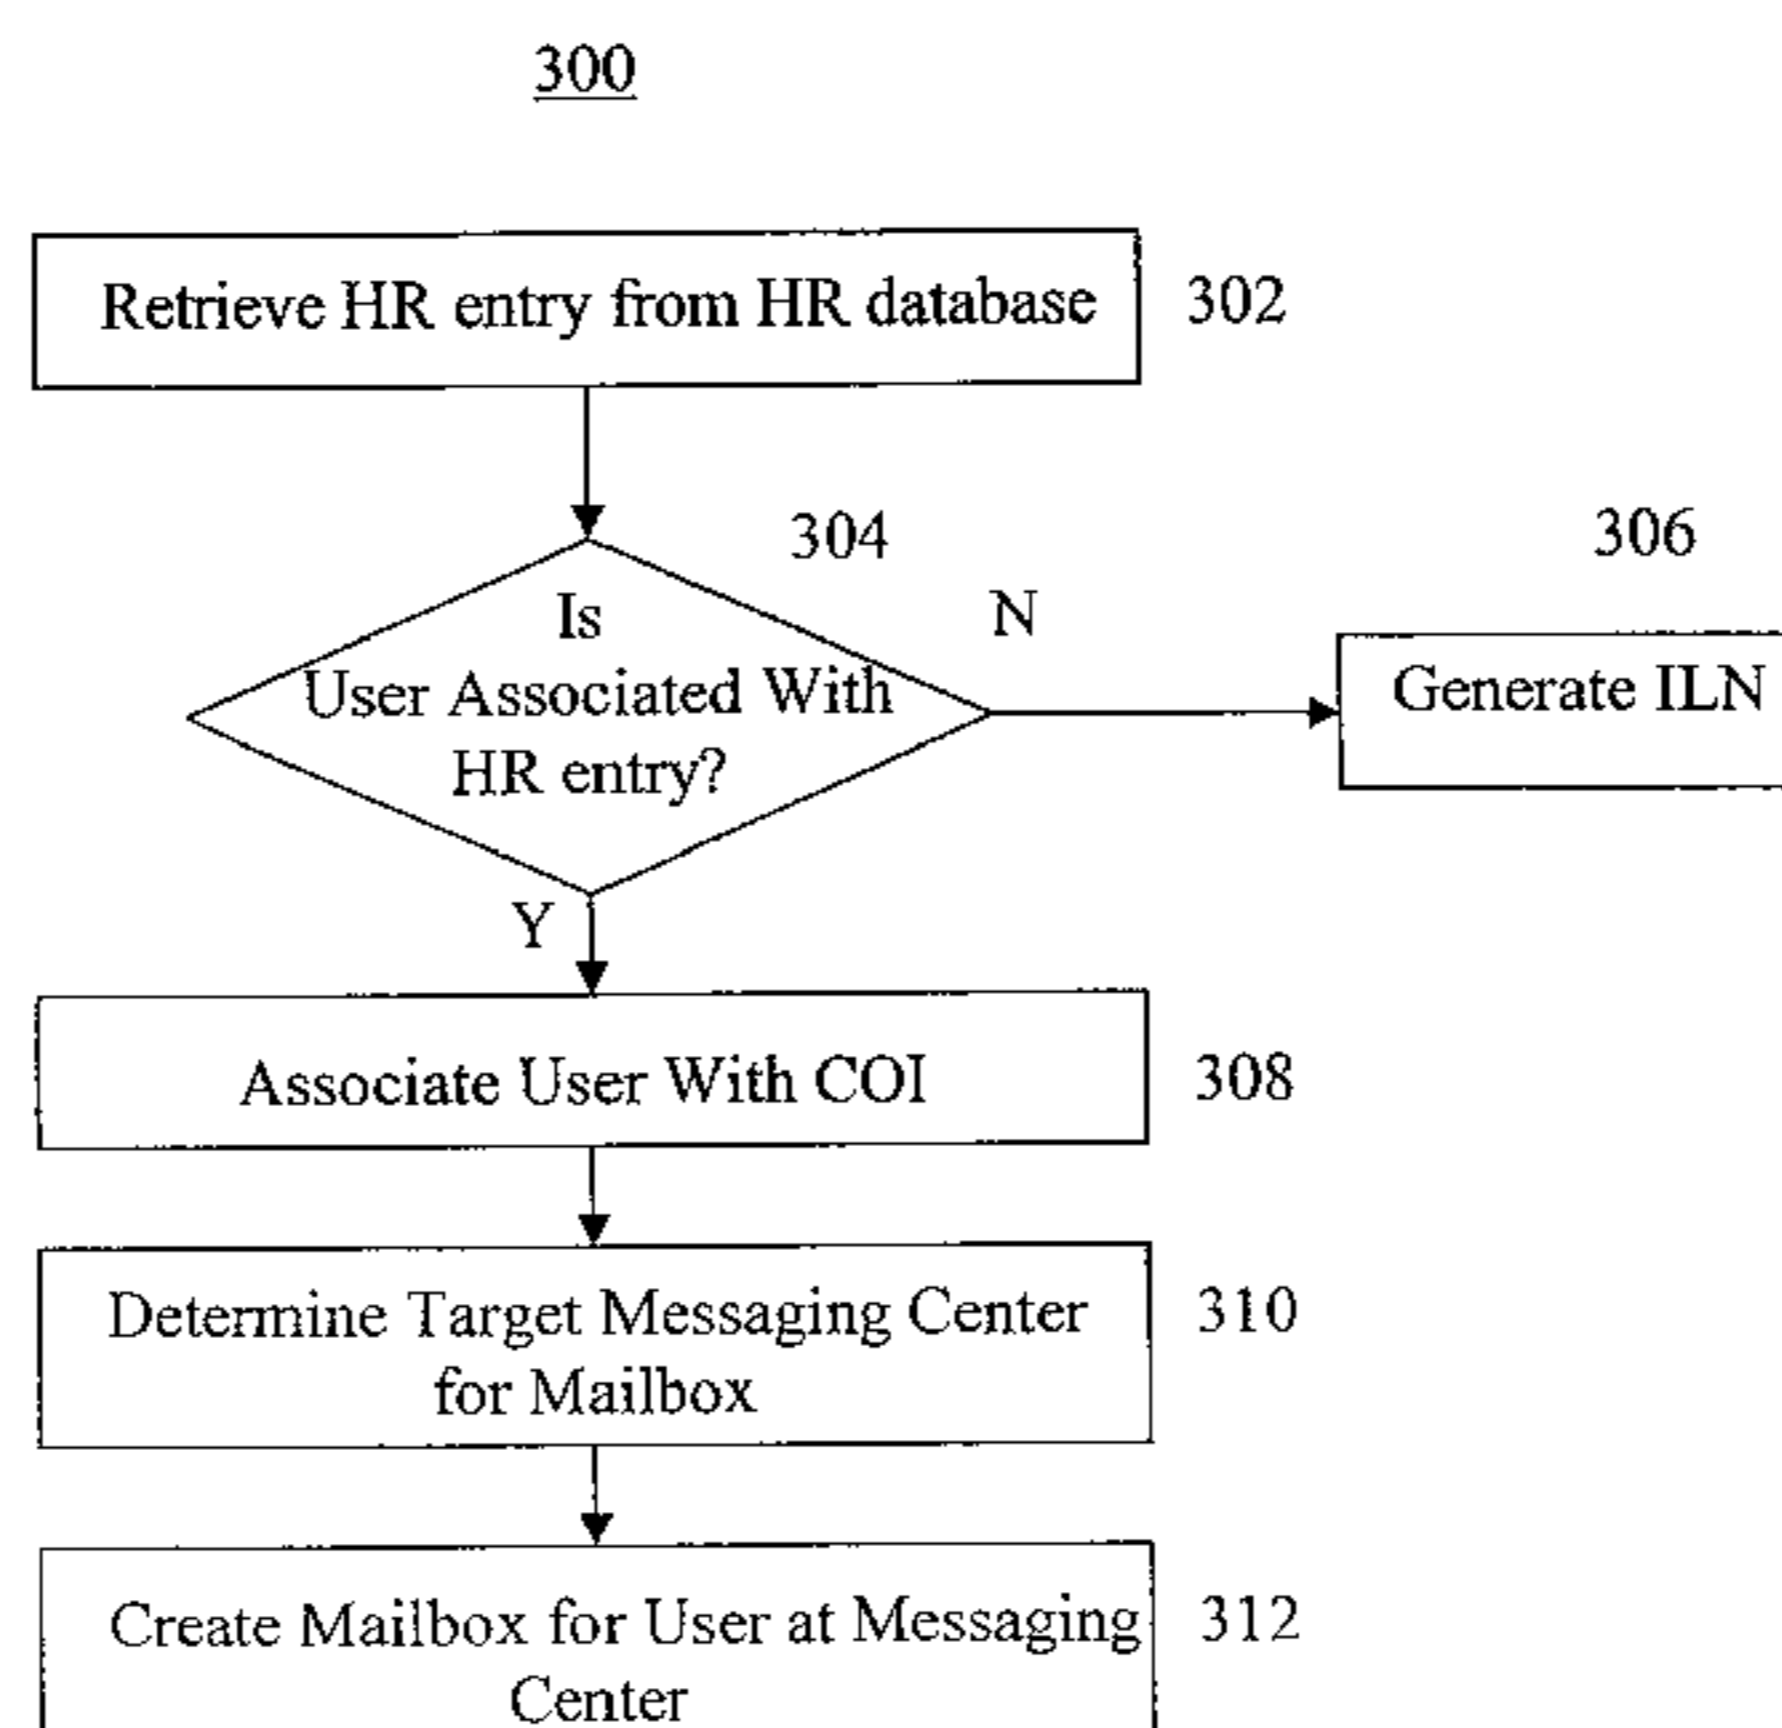 300
Retrieve HR entry from HR database
302
304
306
Is
N
User Associated With
Generate ILN
HR entry?
Y
Associate User With COI
308
Determine Target Messaging Center
310
for Mailbox
Create Mailbox for User at Messaging
312
Center